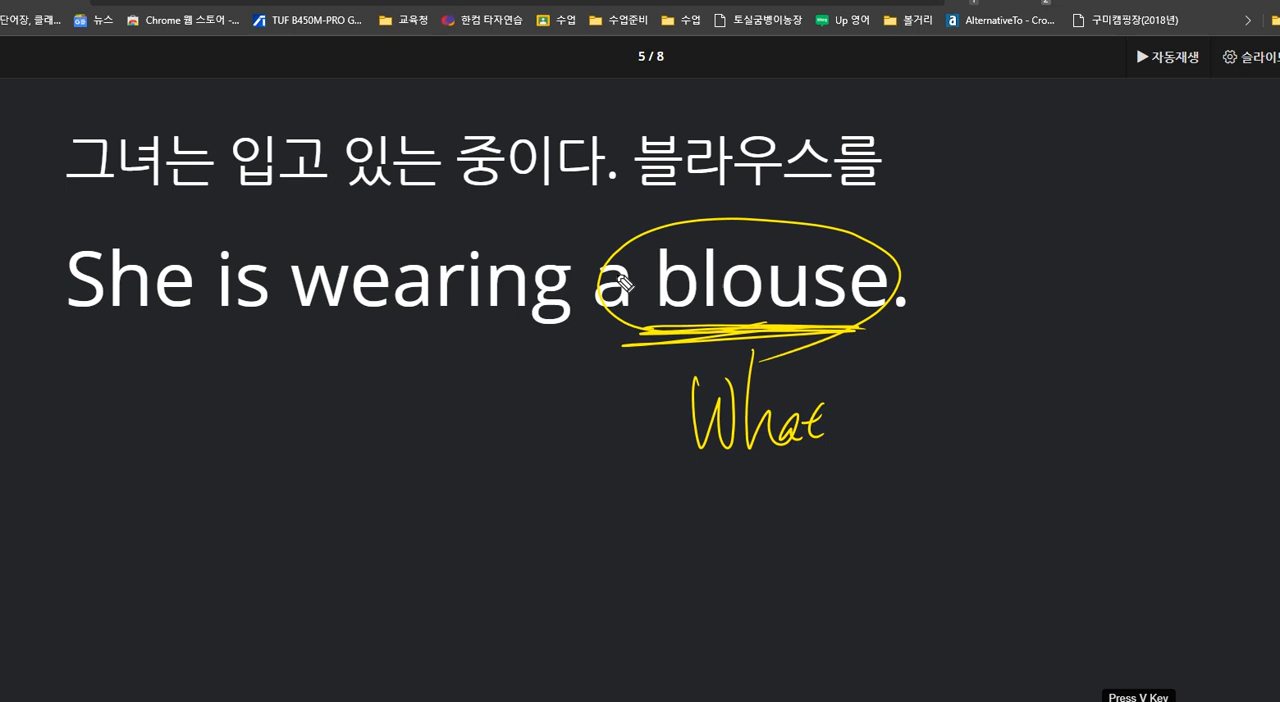 단어장, 클래... 뉴스 Chrome 웹 스토어 -... TUF B450M-PRO G... 교육청 한컴 타자연습 수업 수업준비 수업 토실굼벵이농장 Up 영어 볼거리 AlternativeTo - Cro... 구미캠핑장(2018년)
5 / 8 자동재생
그녀는 입고 있는 중이다. 블라우스를
She is wearing a blouse.
What
Press V Key